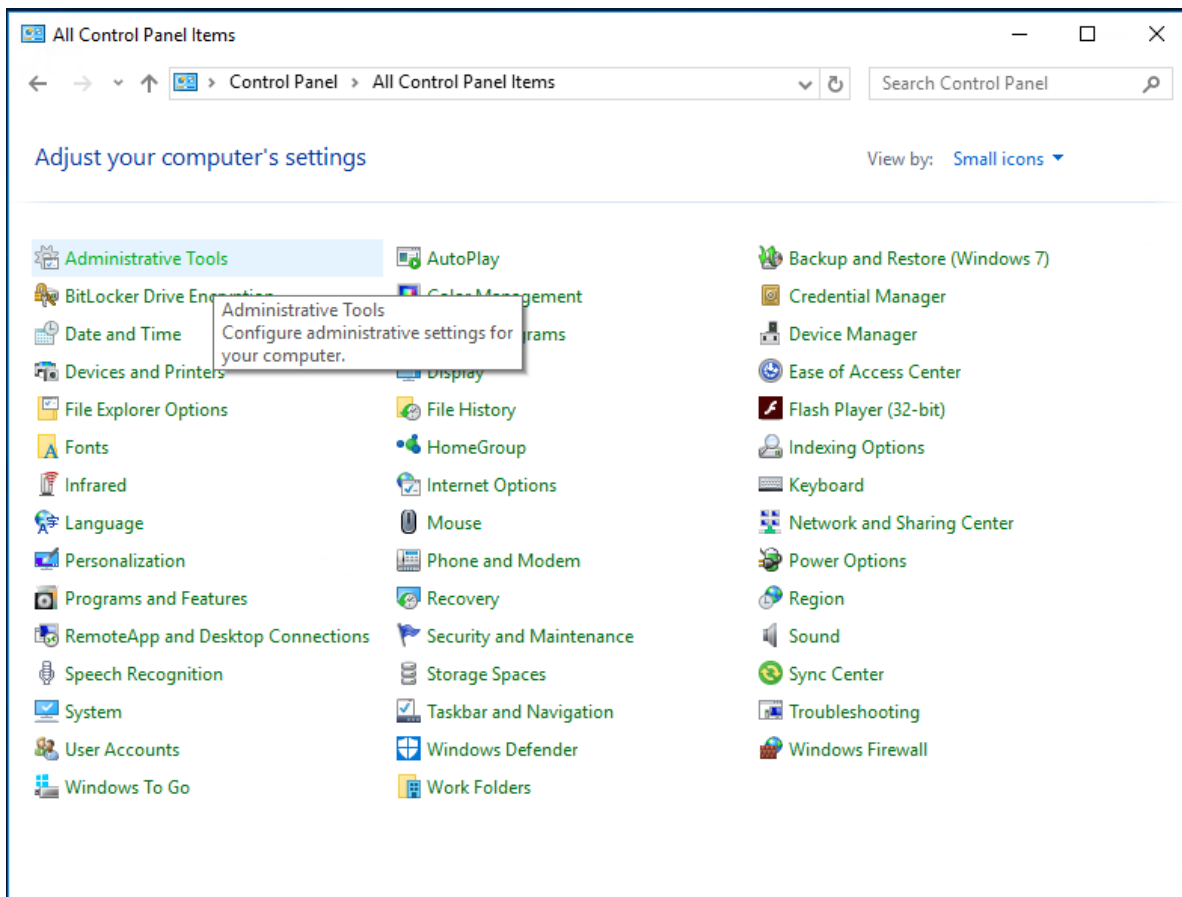 All Control Panel Items
Control Panel > All Control Panel Items
Search Control Panel
Adjust your computer's settings
View by: Small icons
Administrative Tools
AutoPlay
Backup and Restore (Windows 7)
BitLocker Drive Encryption
Color Management
Credential Manager
Administrative Tools
Configure administrative settings for
your computer.
Date and Time
Device Manager
Devices and Printers
Display
Ease of Access Center
File Explorer Options
File History
Flash Player (32-bit)
Fonts
HomeGroup
Indexing Options
Infrared
Internet Options
Keyboard
Language
Mouse
Network and Sharing Center
Personalization
Phone and Modem
Power Options
Programs and Features
Recovery
Region
RemoteApp and Desktop Connections
Security and Maintenance
Sound
Speech Recognition
Storage Spaces
Sync Center
System
Taskbar and Navigation
Troubleshooting
User Accounts
Windows Defender
Windows Firewall
Windows To Go
Work Folders